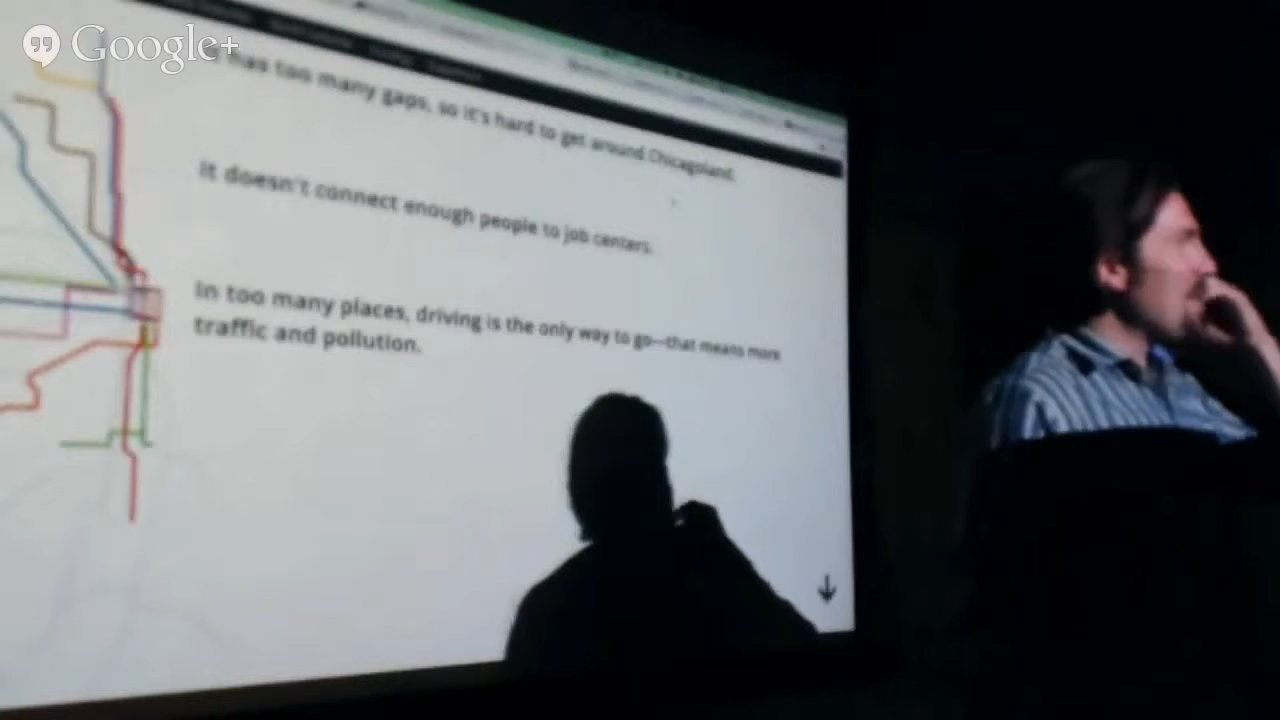 Google+
has too many gaps, so it's hard to get around Chicagoland.
It doesn't connect enough people to job centers.
In too many places, driving is the only way to go—that means more
traffic and pollution.